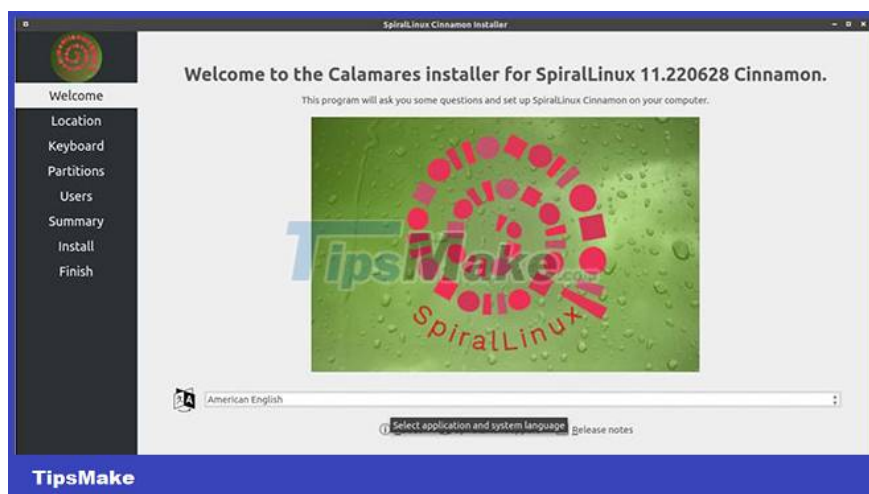 SpiralLinux Cinnamon Installer
Welcome to the Calamares installer for SpiralLinux 11.220628 Cinnamon.
This program will ask you some questions and set up SpiralLinux Cinnamon on your computer.
Welcome
Location
Keyboard
Partitions
Users
Summary
Install
Finish
TipsMake.com
SpiralLinux
American English
Select application and system language
Release notes
TipsMake